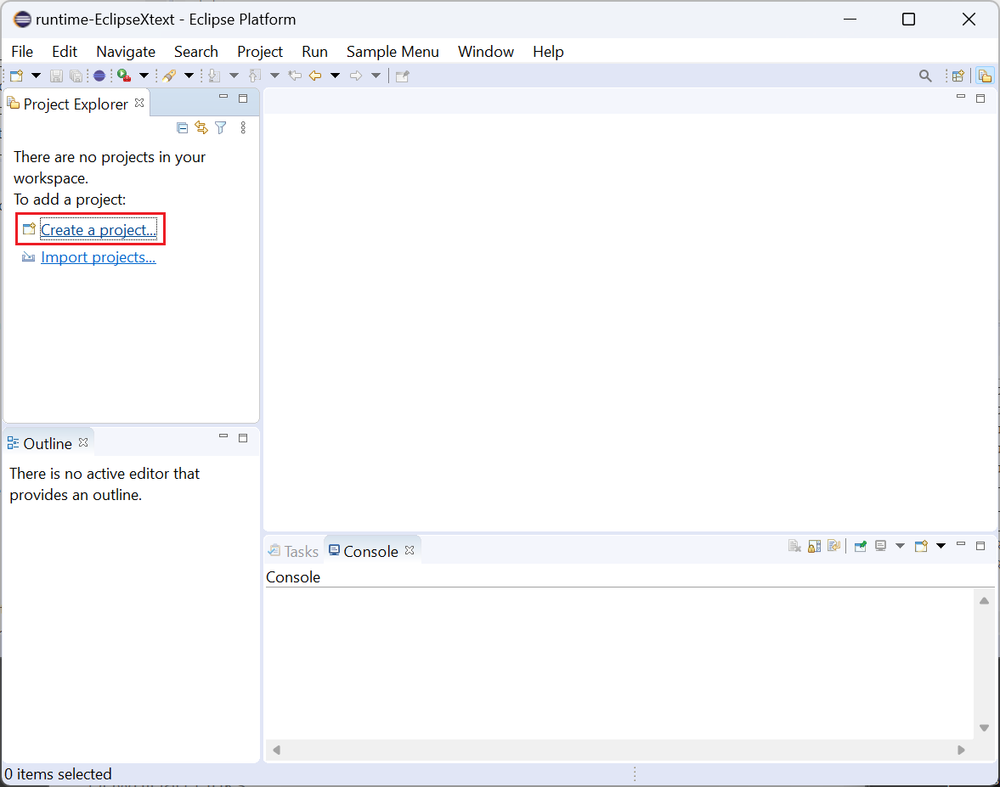 runtime-EclipseXtext - Eclipse Platform
File Edit Navigate Search Project Run Sample Menu Window Help
Project Explorer
There are no projects in your
workspace.
To add a project:
Create a project...
Import projects...
Outline
There is no active editor that
provides an outline.
Tasks Console
Console
0 items selected